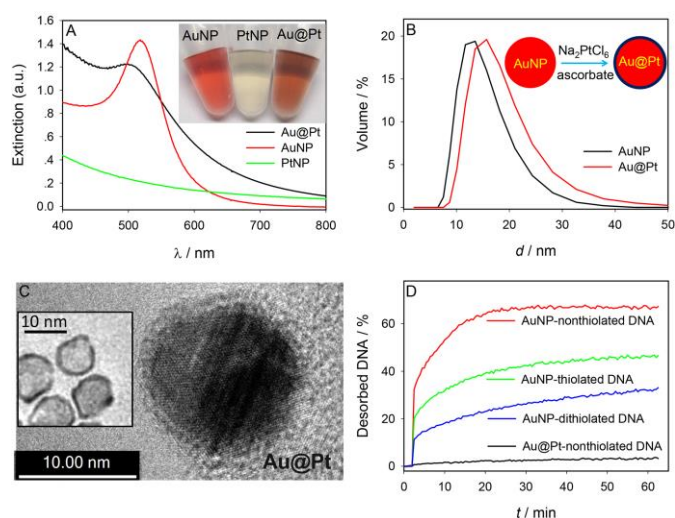 A
AuNP PtNP Au@Pt
1.6
1.4
1.2
1.0
.8
.6
.4
.2
0.0
Extinction (a.u.)
Au@Pt
AuNP
PtNP
400 500 600 700 800
λ / nm
B
20
15
10
5
0
Volume / %
AuNP
Na2PtCl6
ascorbate
Au@Pt
AuNP
Au@Pt
0 10 20 30 40 50
d / nm
C
10 nm
10.00 nm
Au@Pt
D
60
40
20
0
Desorbed DNA / %
AuNP-nonthiolated DNA
AuNP-thiolated DNA
AuNP-dithiolated DNA
Au@Pt-nonthiolated DNA
0 10 20 30 40 50 60
t / min